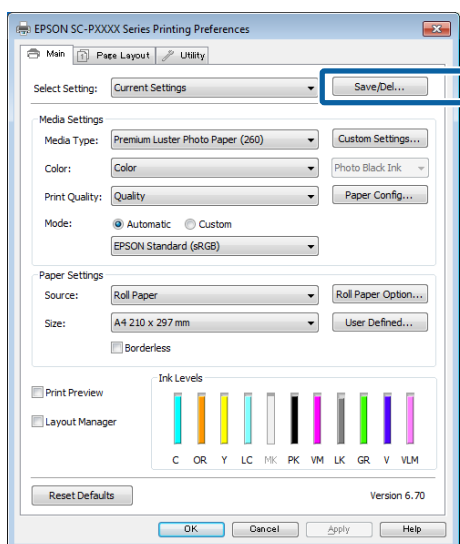 EPSON SC-PXXXX Series Printing Preferences
Main Page Layout Utility
Select Setting: Current Settings Save/Del...
Media Settings
Media Type: Premium Luster Photo Paper (260) Custom Settings...
Color: Color Photo Black Ink
Print Quality: Quality Paper Config...
Mode: Automatic Custom
EPSON Standard (sRGB)
Paper Settings
Source: Roll Paper Roll Paper Option...
Size: A4 210 x 297 mm User Defined...
Borderless
Ink Levels
Print Preview
Layout Manager
C OR Y LC MK PK VM LK GR V VLM
Reset Defaults Version 6.70
OK Cancel Apply Help